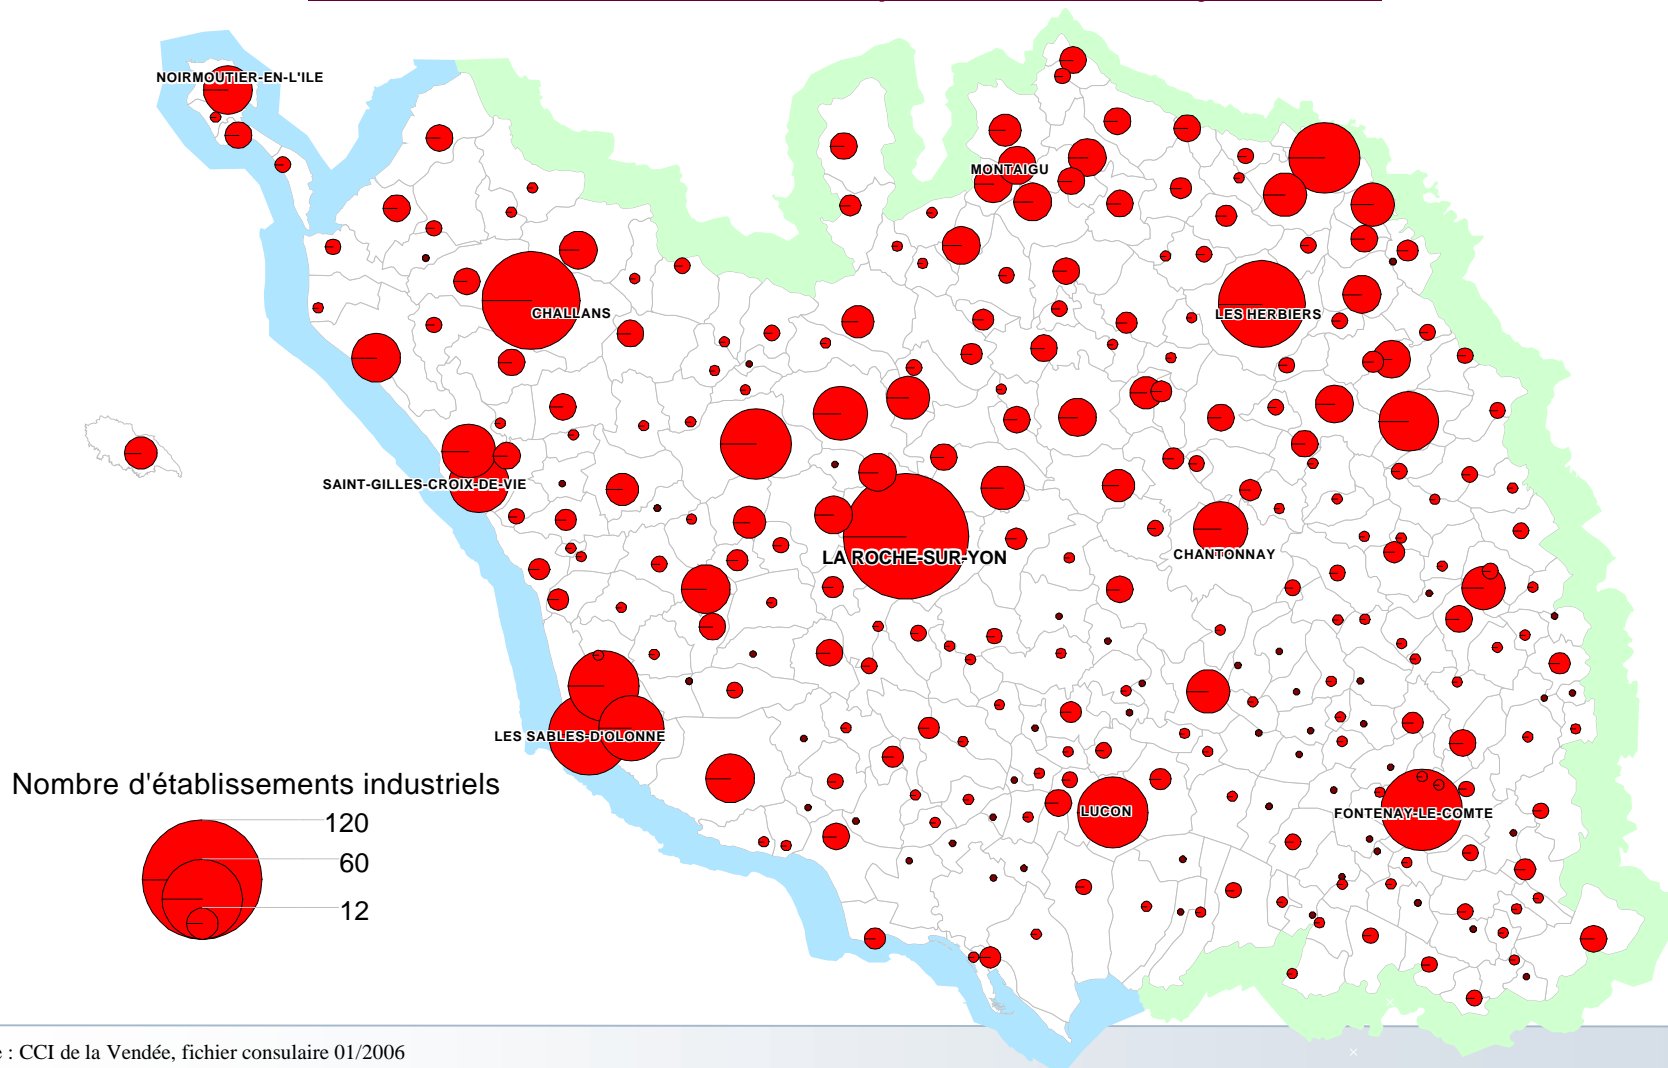 NOIRMOUTIER-EN-L'ILE
MONTAIGU
CHALLANS
LES HERBIERS
SAINT-GILLES-CROIX-DE-VIE
LA ROCHE-SUR-YON
CHANTONNAY
LES SABLES-D'OLONNE
LUCON
FONTENAY-LE-COMTE
Nombre d'établissements industriels
120
60
12
: CCI de la Vendée, fichier consulaire 01/2006